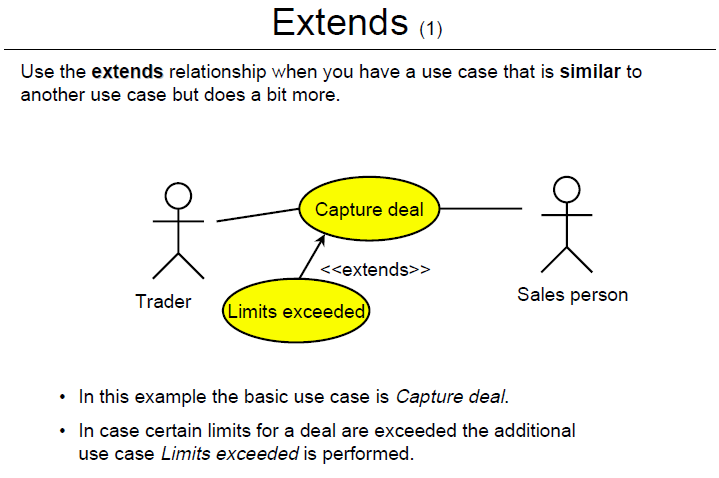 Extends (1)
Use the extends relationship when you have a use case that is similar to
another use case but does a bit more.
Capture deal
<<extends>>
Trader
Limits exceeded
Sales person
• In this example the basic use case is Capture deal.
• In case certain limits for a deal are exceeded the additional
use case Limits exceeded is performed.